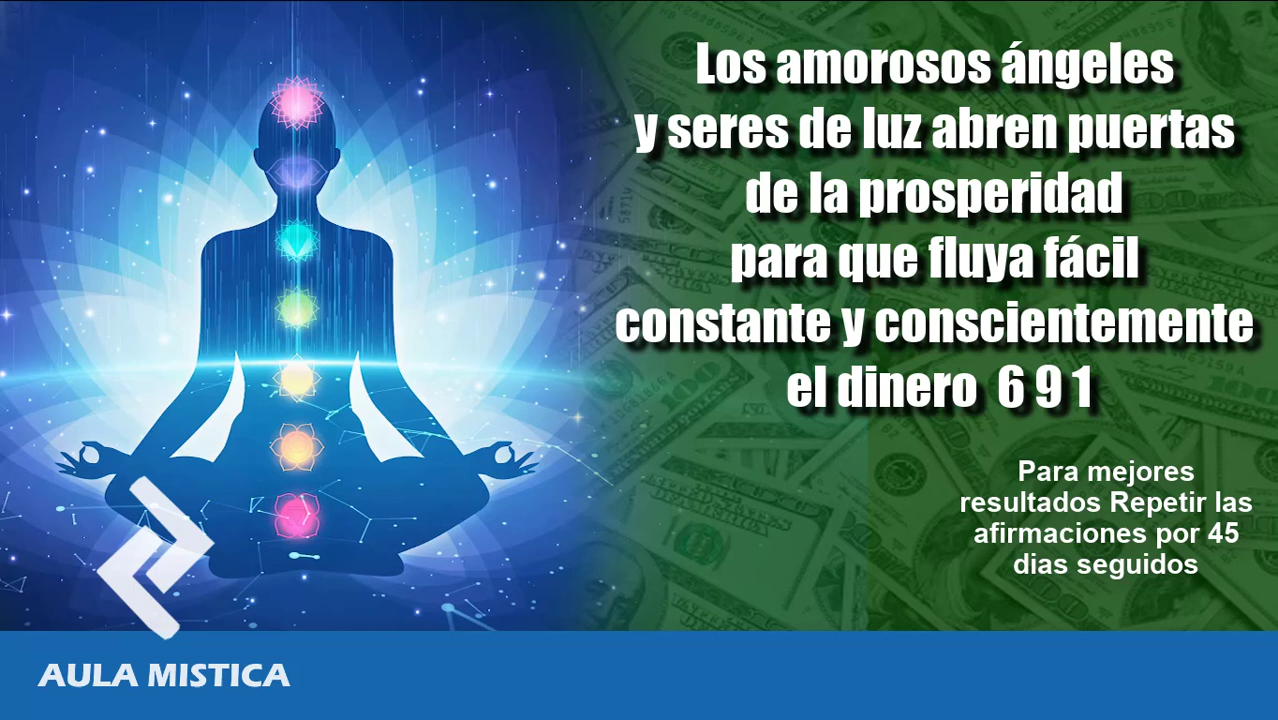 Los amorosos ángeles
y seres de luz abren puertas
de la prosperidad
para que fluya fácil
constante y conscientemente
el dinero 6 9 1
Para mejores
resultados Repetir las
afirmaciones por 45
dias seguidos
AULA MISTICA